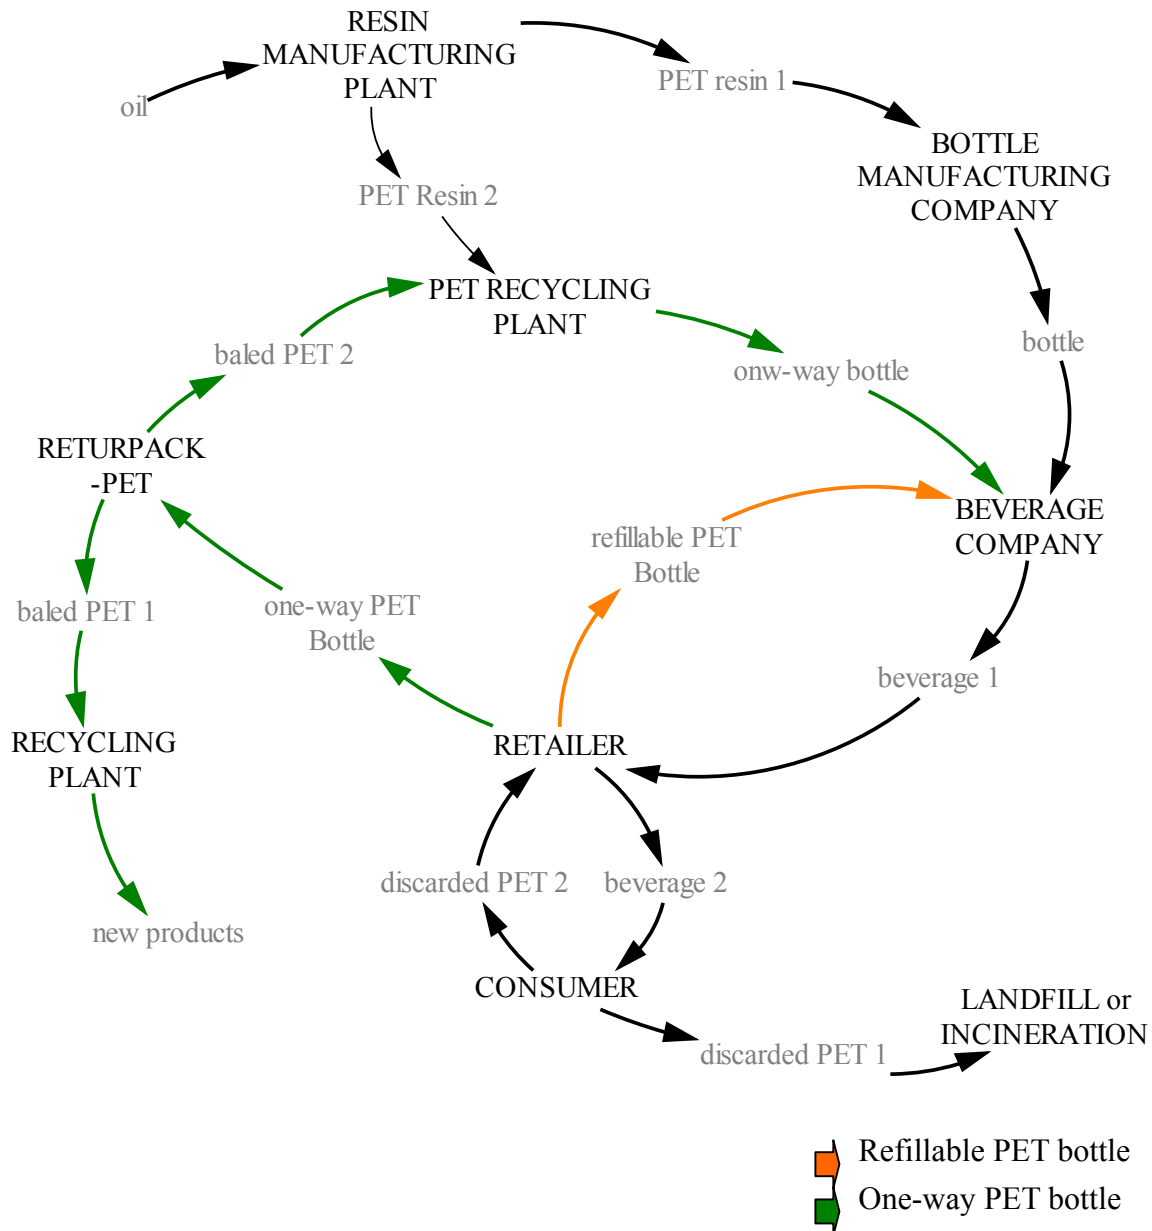 RESIN
MANUFACTURING
PLANT
oil
PET resin 1
BOTTLE
MANUFACTURING
COMPANY
PET Resin 2
PET RECYCLING
PLANT
baled PET 2
bottle
onw-way bottle
RETURPACK
-PET
BEVERAGE
COMPANY
refillable PET
Bottle
baled PET 1
one-way PET
Bottle
beverage 1
RECYCLING
PLANT
RETAILER
discarded PET 2
beverage 2
new products
CONSUMER
LANDFILL or
INCINERATION
discarded PET 1
Refillable PET bottle
One-way PET bottle